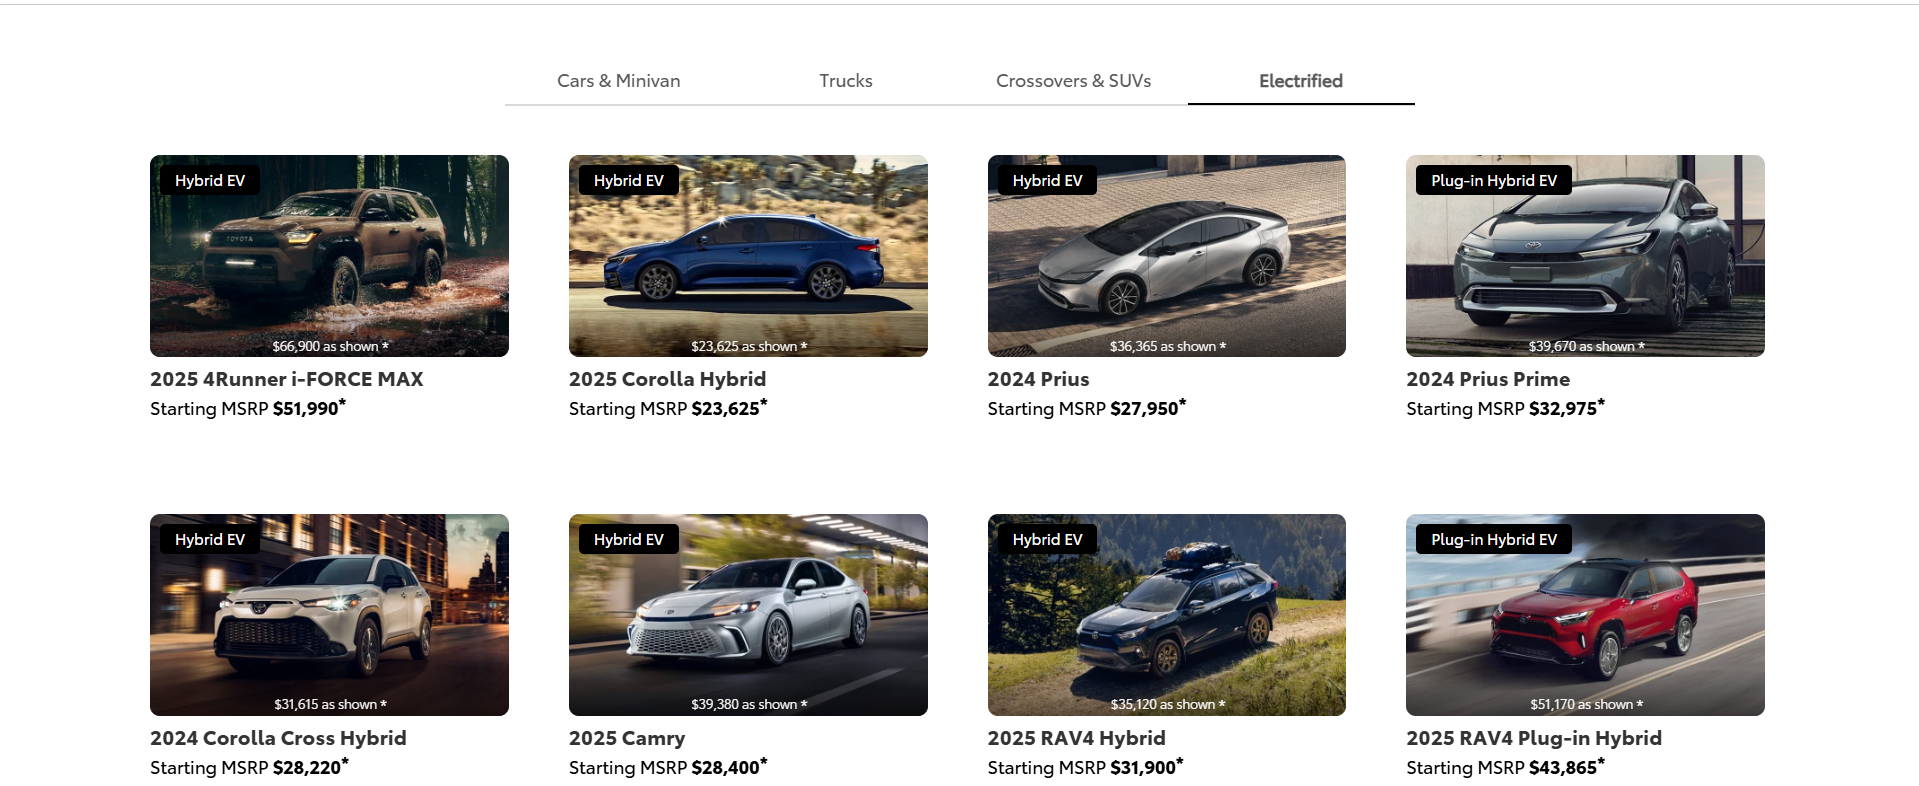 Cars & Minivan
Trucks
Crossovers & SUVs
Electrified
Hybrid EV
TOYOTA
$66,900 as shown *
2025 4Runner i-FORCE MAX
Starting MSRP $51,990*
Hybrid EV
$23,625 as shown *
2025 Corolla Hybrid
Starting MSRP $23,625*
Hybrid EV
$36,365 as shown *
2024 Prius
Starting MSRP $27,950*
Plug-in Hybrid EV
$39,670 as shown *
2024 Prius Prime
Starting MSRP $32,975*
Hybrid EV
$31,615 as shown *
2024 Corolla Cross Hybrid
Starting MSRP $28,220*
Hybrid EV
$39,380 as shown *
2025 Camry
Starting MSRP $28,400*
Hybrid EV
$35,120 as shown *
2025 RAV4 Hybrid
Starting MSRP $31,900*
Plug-in Hybrid EV
$51,170 as shown *
2025 RAV4 Plug-in Hybrid
Starting MSRP $43,865*